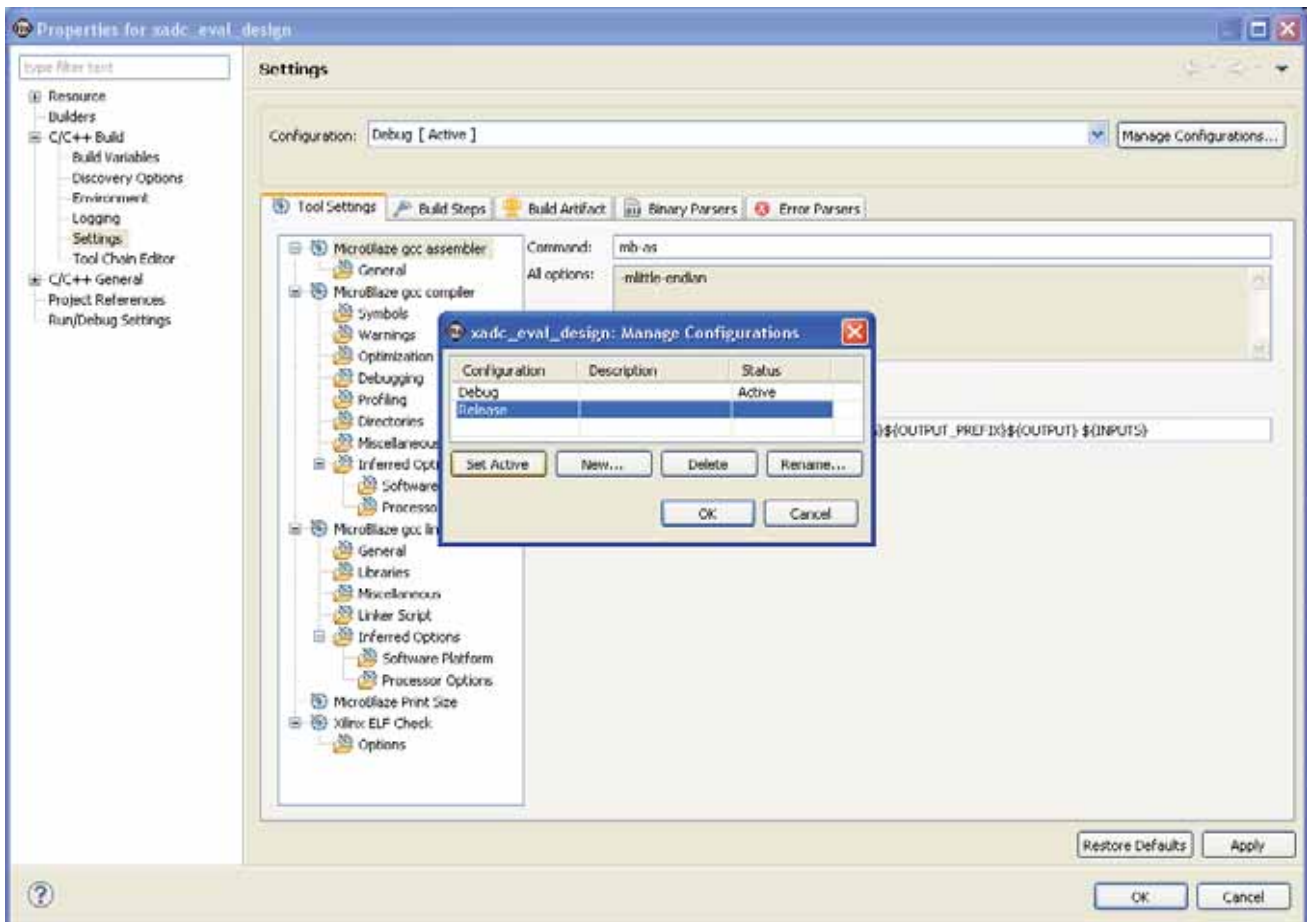 Properties for xadc_eval_design
type filter text
Settings
Resource
Builders
C/C++ Build
Build Variables
Discovery Options
Environment
Logging
Settings
Tool Chain Editor
C/C++ General
Project References
Run/Debug Settings
Configuration: Debug [ Active ]
Manage Configurations...
Tool Settings Build Steps Build Artifact Binary Parsers Error Parsers
MicroBlaze gcc assembler
General
MicroBlaze gcc compiler
Symbols
Warnings
Optimization
Debugging
Profiling
Directories
Miscellaneous
Inferred Opti
Software
Processo
MicroBlaze gcc lin
General
Libraries
Miscellaneous
Linker Script
Inferred Options
Software Platform
Processor Options
MicroBlaze Print Size
Xilinx ELF Check
Options
Command: mb-as
All options: -mlittle-endian
xadc_eval_design: Manage Configurations
Configuration Description Status
Debug Active
Release
Set Active New... Delete Rename...
OK Cancel
}${OUTPUT_PREFIX}${OUTPUT} ${INPUTS}
Restore Defaults Apply
OK Cancel